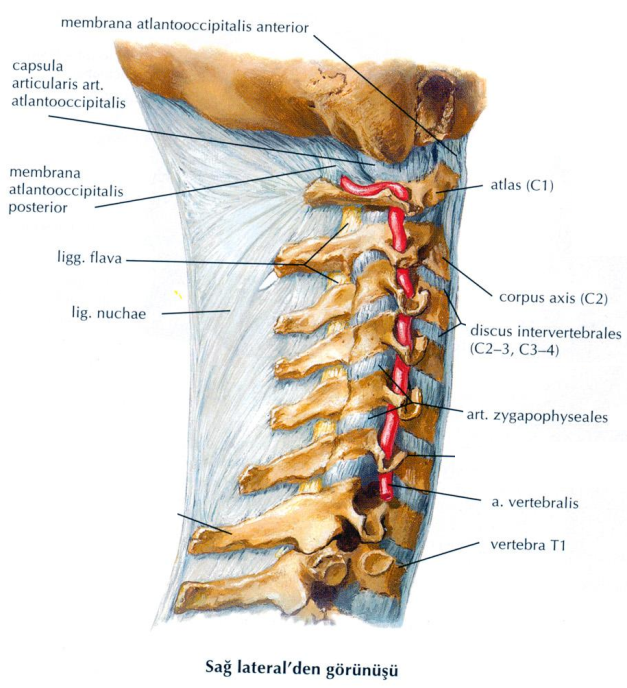 membrana atlantooccipitalis anterior
capsula
articularis art.
atlantooccipitalis
membrana
atlantooccipitalis
posterior
ligg. flava
lig. nuchae
atlas (C1)
corpus axis (C2)
discus intervertebrales
(C2–3, C3–4)
art. zygapophyseales
a. vertebralis
vertebra T1
Sağ lateral’den görünüşü